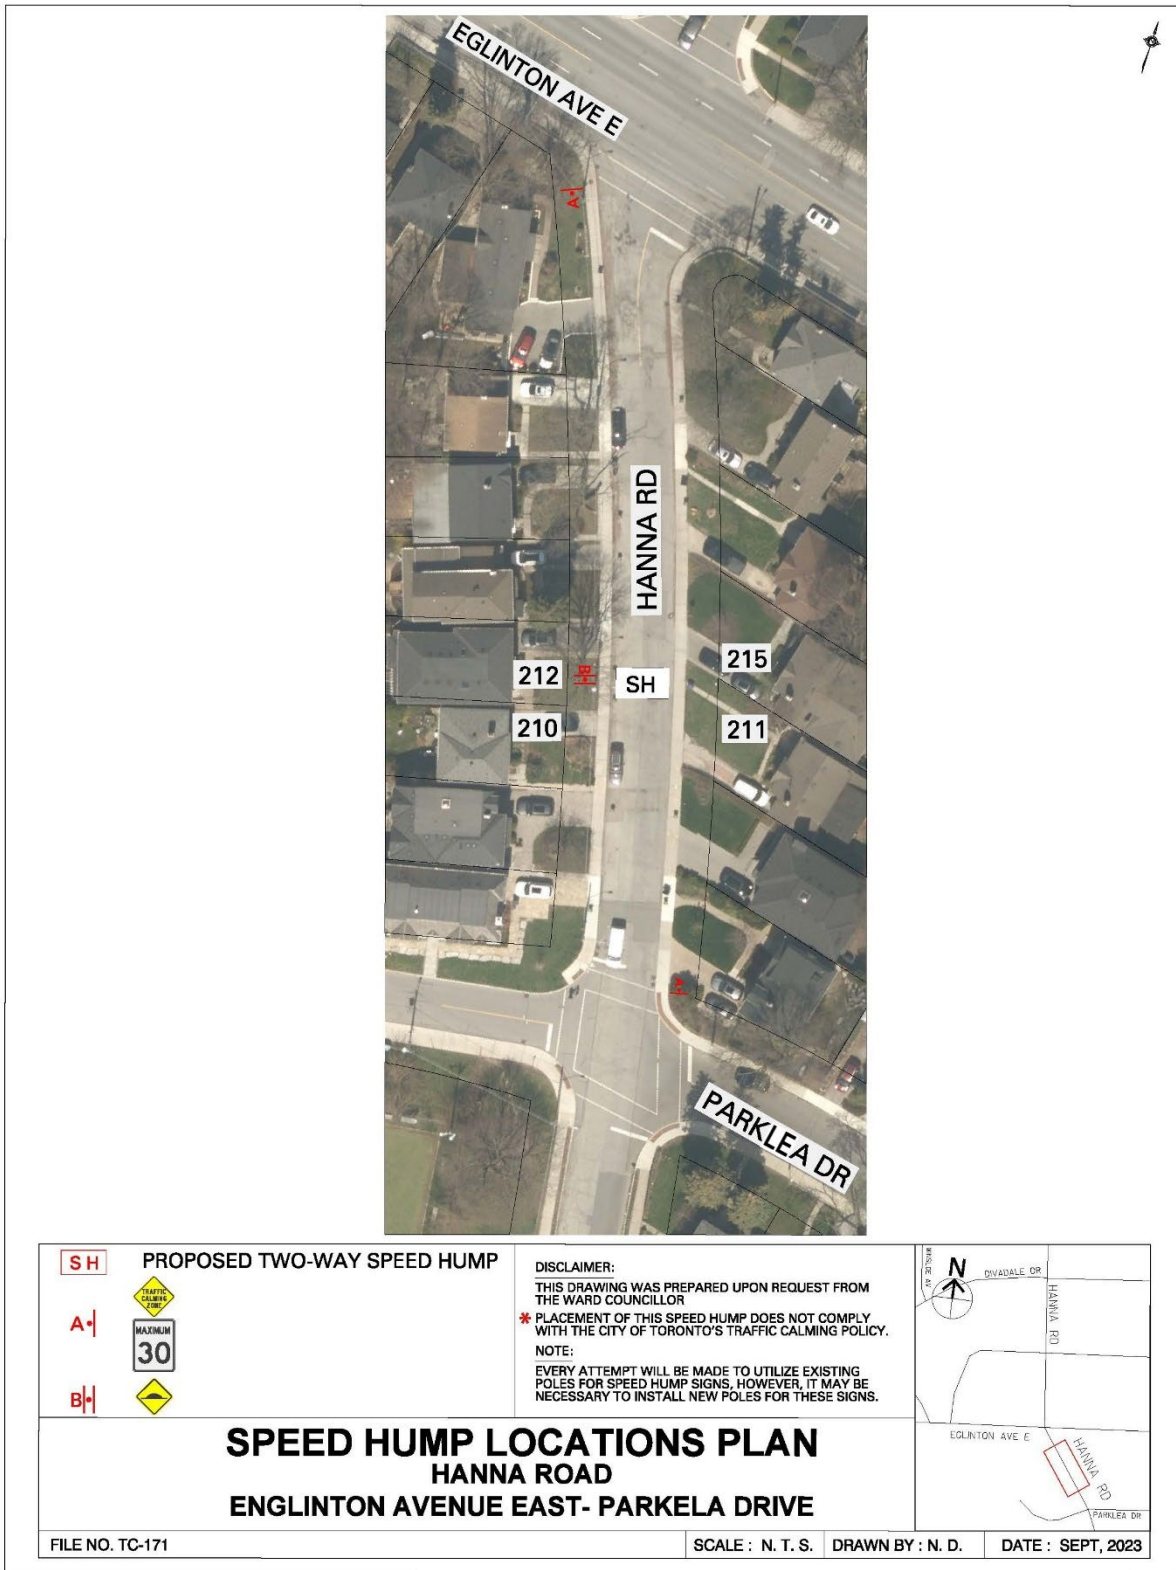 EGLINTON AVE E
A
HANNA RD
212
B
SH
215
210
211
A
PARKLEA DR
SH PROPOSED TWO-WAY SPEED HUMP
TRAFFIC
CALMING
ZONE
A
MAXIMUM
30
B
DISCLAIMER:
THIS DRAWING WAS PREPARED UPON REQUEST FROM
THE WARD COUNCILLOR
* PLACEMENT OF THIS SPEED HUMP DOES NOT COMPLY
WITH THE CITY OF TORONTO'S TRAFFIC CALMING POLICY.
NOTE:
EVERY ATTEMPT WILL BE MADE TO UTILIZE EXISTING
POLES FOR SPEED HUMP SIGNS, HOWEVER, IT MAY BE
NECESSARY TO INSTALL NEW POLES FOR THESE SIGNS.
N
DIVADALE DR
HANNA RD
EGLINTON AVE E
HANNA RD
PARKLEA DR
SPEED HUMP LOCATIONS PLAN
HANNA ROAD
ENGLINTON AVENUE EAST- PARKELA DRIVE
FILE NO. TC-171
SCALE : N. T. S.
DRAWN BY : N. D.
DATE : SEPT, 2023